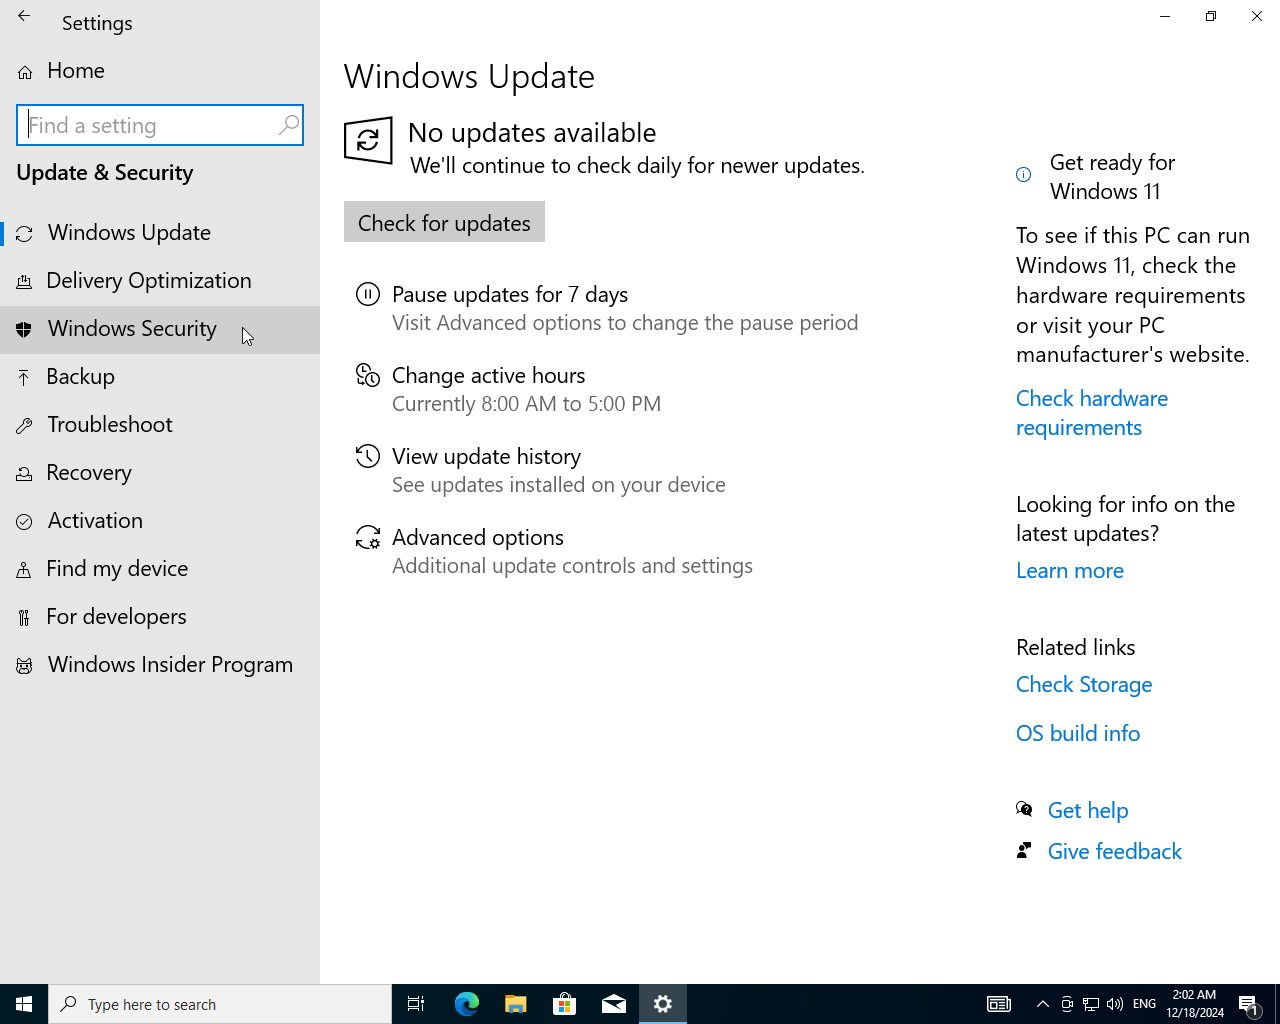 Settings
Home
Find a setting
Update & Security
Windows Update
Delivery Optimization
Windows Security
Backup
Troubleshoot
Recovery
Activation
Find my device
For developers
Windows Insider Program
Windows Update
No updates available
We'll continue to check daily for newer updates.
Check for updates
Pause updates for 7 days
Visit Advanced options to change the pause period
Change active hours
Currently 8:00 AM to 5:00 PM
View update history
See updates installed on your device
Advanced options
Additional update controls and settings
Get ready for
Windows 11
To see if this PC can run
Windows 11, check the
hardware requirements
or visit your PC
manufacturer's website.
Check hardware
requirements
Looking for info on the
latest updates?
Learn more
Related links
Check Storage
OS build info
Get help
Give feedback
Type here to search
ENG
2:02 AM
12/18/2024
1